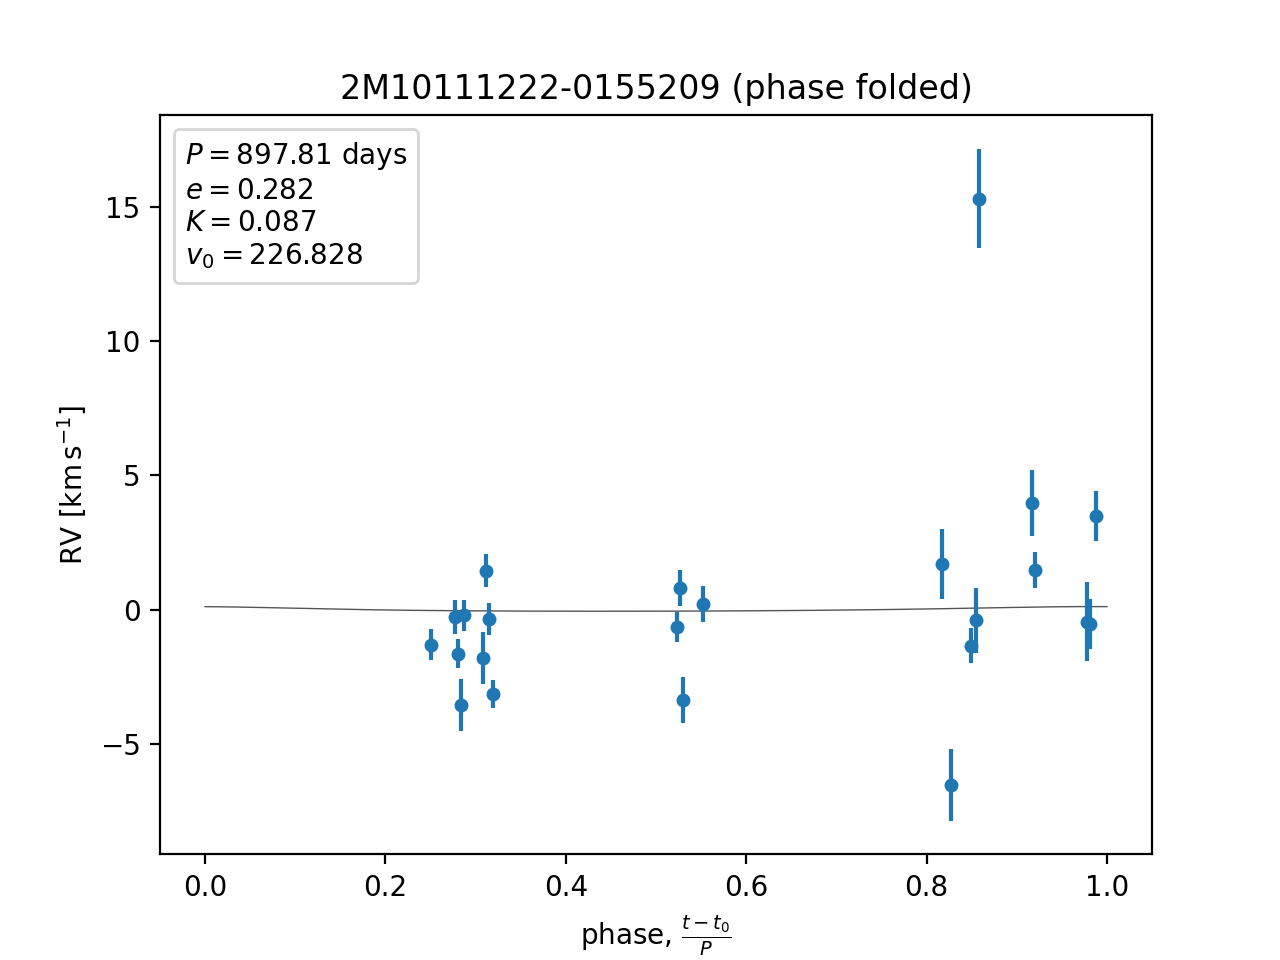 2M10111222-0155209 (phase folded)
P = 897.81 days
e = 0.282
K = 0.087
v₀ = 226.828
15
10
5
0
−5
RV [km s⁻¹]
0.0 0.2 0.4 0.6 0.8 1.0
phase, (t − t₀)/P